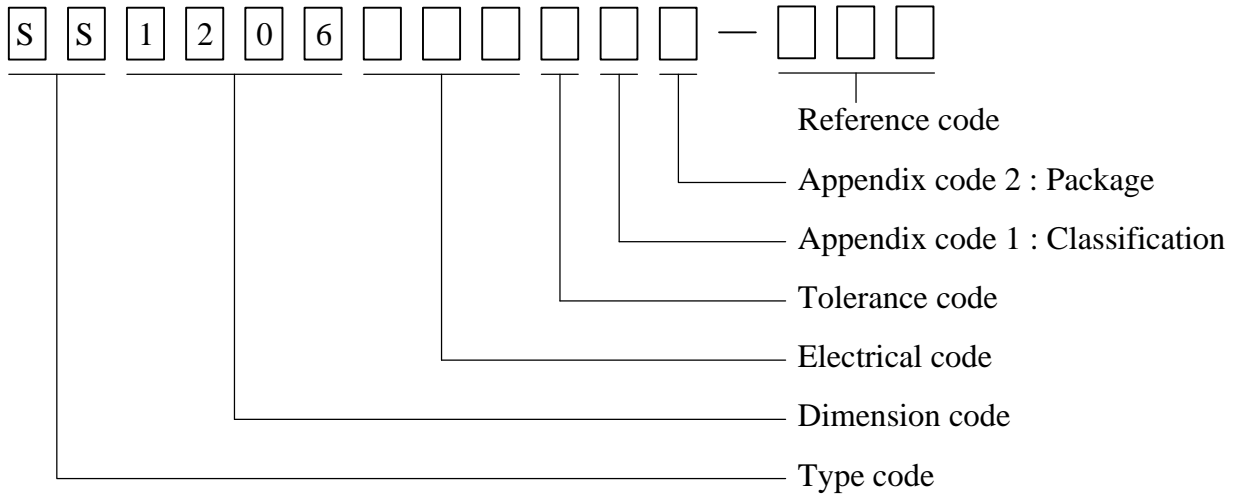 S S 1 2 0 6 —
Reference code
Appendix code 2 : Package
Appendix code 1 : Classification
Tolerance code
Electrical code
Dimension code
Type code